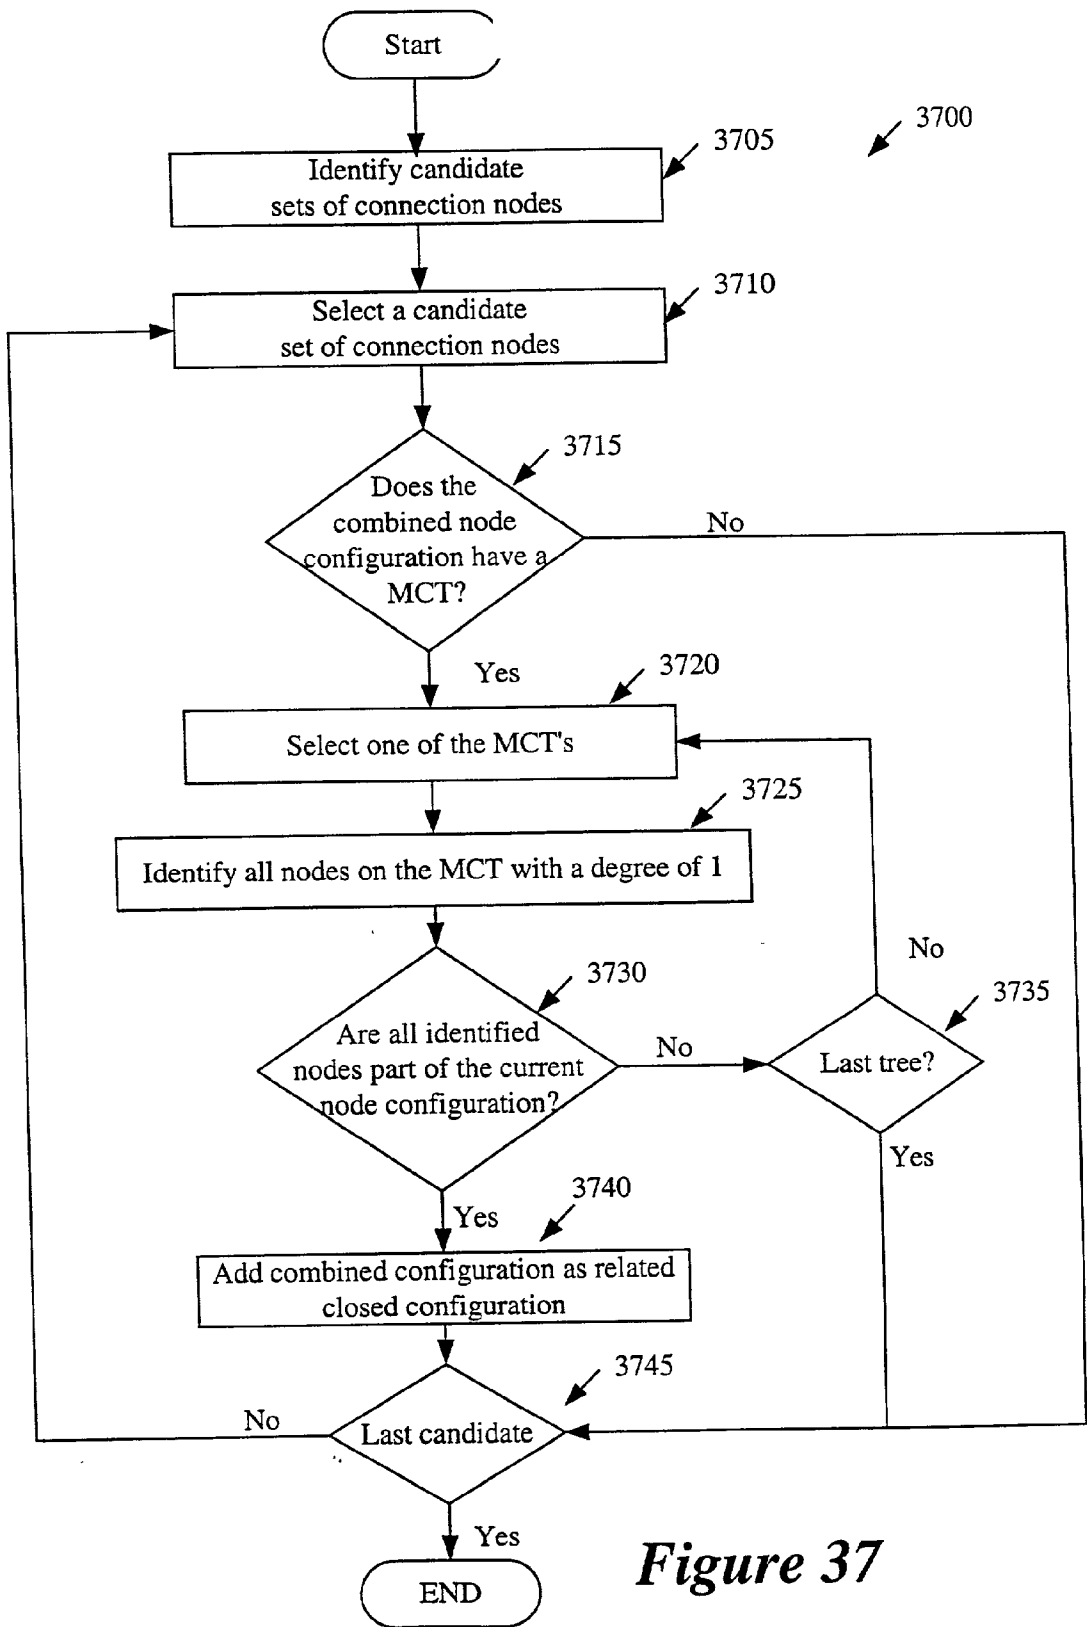 Start
3700
3705
Identify candidate
sets of connection nodes
3710
Select a candidate
set of connection nodes
3715
Does the
combined node
configuration have a
MCT?
No
Yes
3720
Select one of the MCT's
3725
Identify all nodes on the MCT with a degree of 1
3730
Are all identified
nodes part of the current
node configuration?
No
No
3735
Last tree?
Yes
Yes
3740
Add combined configuration as related
closed configuration
3745
Last candidate
No
Yes
END
Figure 37